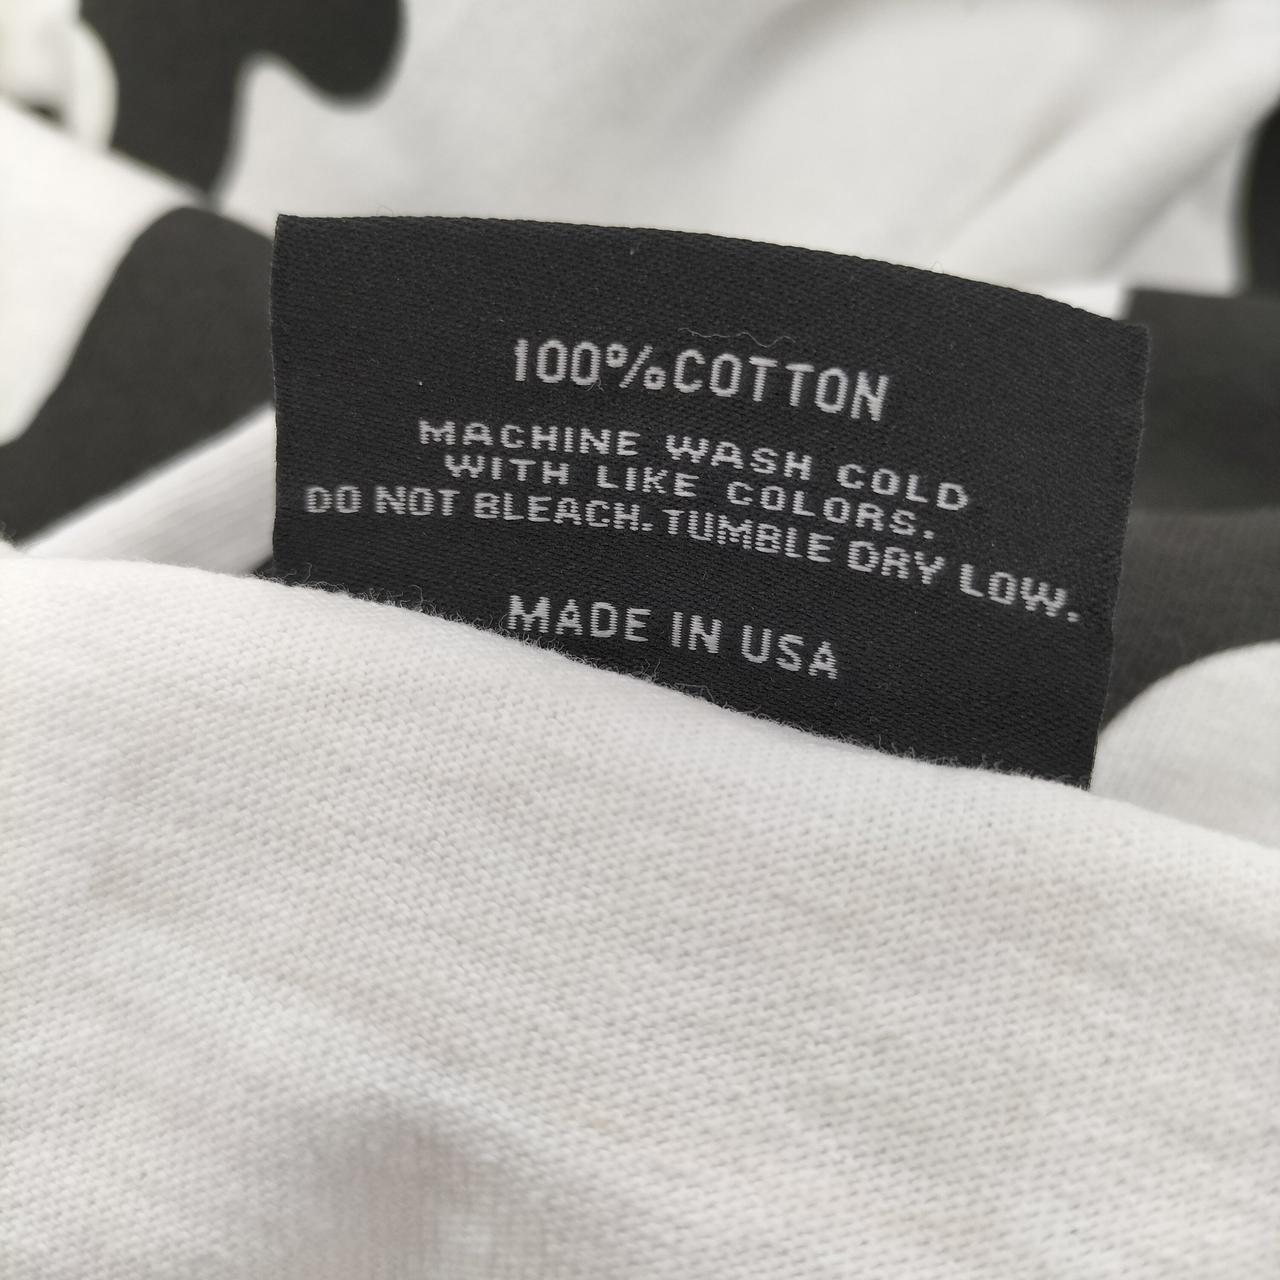 100% COTTON
MACHINE WASH COLD
WITH LIKE COLORS.
DO NOT BLEACH. TUMBLE DRY LOW.
MADE IN USA